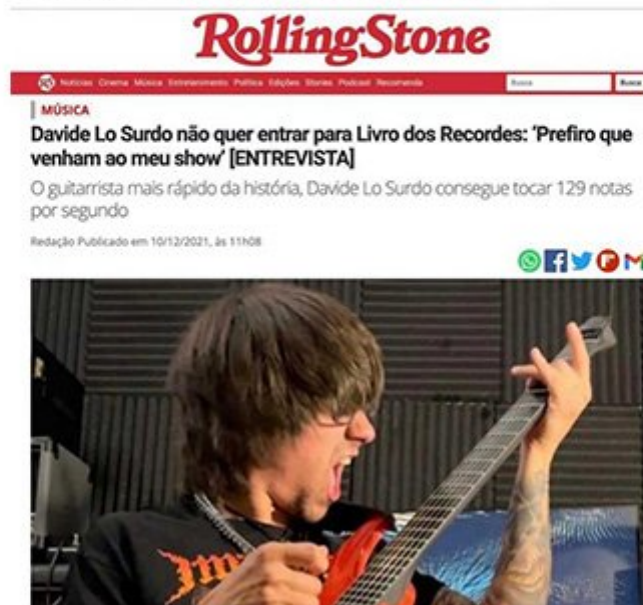 RollingStone
RS Notícias Cinema Música Entretenimento Política Edições Stories Podcast Recomenda Busca Busca
MÚSICA
Davide Lo Surdo não quer entrar para Livro dos Recordes: 'Prefiro que
venham ao meu show' [ENTREVISTA]
O guitarrista mais rápido da história, Davide Lo Surdo consegue tocar 129 notas
por segundo
Redação Publicado em 10/12/2021, às 11h08